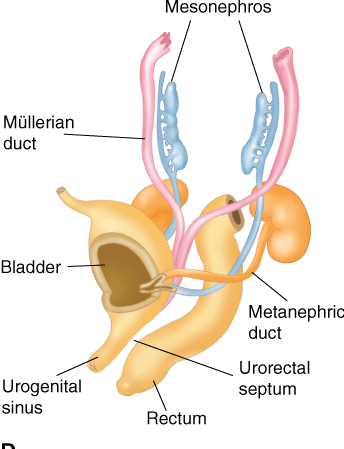 Mesonephros
Müllerian
duct
Bladder
Metanephric
duct
Urorectal
septum
Urogenital
sinus
Rectum